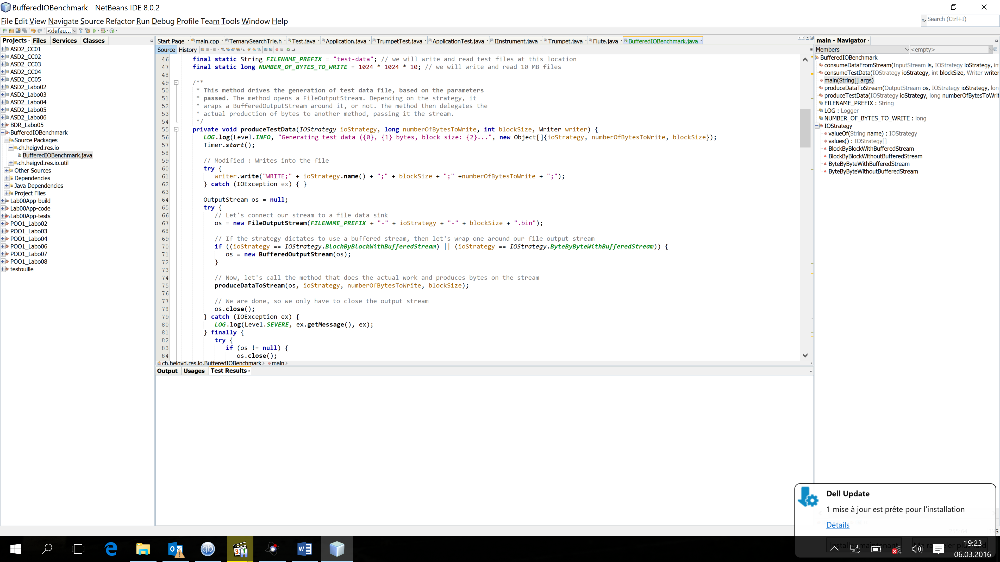 BufferedIOBenchmark - NetBeans IDE 8.0.2
File Edit View Navigate Source Refactor Run Debug Profile Team Tools Window Help
Search (Ctrl+I)
<defau...
Projects Files Services Classes
ASD2_CC01
ASD2_CC02
ASD2_CC03
ASD2_CC04
ASD2_CC05
ASD2_Labo02
ASD2_Labo03
ASD2_Labo04
ASD2_Labo05
ASD2_Labo06
BDR_Labo05
BufferedIOBenchmark
Source Packages
ch.heigvd.res.io
BufferedIOBenchmark.java
ch.heigvd.res.io.util
Other Sources
Dependencies
Java Dependencies
Project Files
Lab00App-build
Lab00App-code
Lab00App-tests
POO1_Labo02
POO1_Labo03
POO1_Labo04
POO1_Labo06
POO1_Labo07
POO1_Labo08
testouille
Start Page main.cpp TernarySearchTrie.h Test.java Application.java TrumpetTest.java ApplicationTest.java IInstrument.java Trumpet.java Flute.java BufferedIOBenchmark.java
Source History
46 final static String FILENAME_PREFIX = "test-data"; // we will write and read test files at this location
47 final static long NUMBER_OF_BYTES_TO_WRITE = 1024 * 1024 * 10; // we will write and read 10 MB files
48
49 /**
50 * This method drives the generation of test data file, based on the parameters
51 * passed. The method opens a FileOutputStream. Depending on the strategy, it
52 * wraps a BufferedOutputStream around it, or not. The method then delegates the
53 * actual production of bytes to another method, passing it the stream.
54 */
55 private void produceTestData(IOStrategy ioStrategy, long numberOfBytesToWrite, int blockSize, Writer writer) {
56 LOG.log(Level.INFO, "Generating test data ({0}, {1} bytes, block size: {2}...", new Object[]{ioStrategy, numberOfBytesToWrite, blockSize});
57 Timer.start();
58
59 // Modified : Writes into the file
60 try {
61 writer.write("WRITE;" + ioStrategy.name() + ";" + blockSize + ";" +numberOfBytesToWrite + ";");
62 } catch (IOException ex) { }
63
64 OutputStream os = null;
65 try {
66 // Let's connect our stream to a file data sink
67 os = new FileOutputStream(FILENAME_PREFIX + "-" + ioStrategy + "-" + blockSize + ".bin");
68
69 // If the strategy dictates to use a buffered stream, then let's wrap one around our file output stream
70 if ((ioStrategy == IOStrategy.BlockByBlockWithBufferedStream) || (ioStrategy == IOStrategy.ByteByByteWithBufferedStream)) {
71 os = new BufferedOutputStream(os);
72 }
73
74 // Now, let's call the method that does the actual work and produces bytes on the stream
75 produceDataToStream(os, ioStrategy, numberOfBytesToWrite, blockSize);
76
77 // We are done, so we only have to close the output stream
78 os.close();
79 } catch (IOException ex) {
80 LOG.log(Level.SEVERE, ex.getMessage(), ex);
81 } finally {
82 try {
83 if (os != null) {
84 os.close();
ch.heigvd.res.io.BufferedIOBenchmark main
Output Usages Test Results
main - Navigator
Members <empty>
BufferedIOBenchmark
consumeDataFromStream(InputStream is, IOStrategy ioStrategy, in
consumeTestData(IOStrategy ioStrategy, int blockSize, Writer writer
main(String[] args)
produceDataToStream(OutputStream os, IOStrategy ioStrategy, lon
produceTestData(IOStrategy ioStrategy, long numberOfBytesToWrit
FILENAME_PREFIX : String
LOG : Logger
NUMBER_OF_BYTES_TO_WRITE : long
IOStrategy
valueOf(String name) : IOStrategy
values() : IOStrategy[]
BlockByBlockWithBufferedStream
BlockByBlockWithoutBufferedStream
ByteByByteWithBufferedStream
ByteByByteWithoutBufferedStream
Dell Update
1 mise à jour est prête pour l'installation
Détails
19:23
06.03.2016